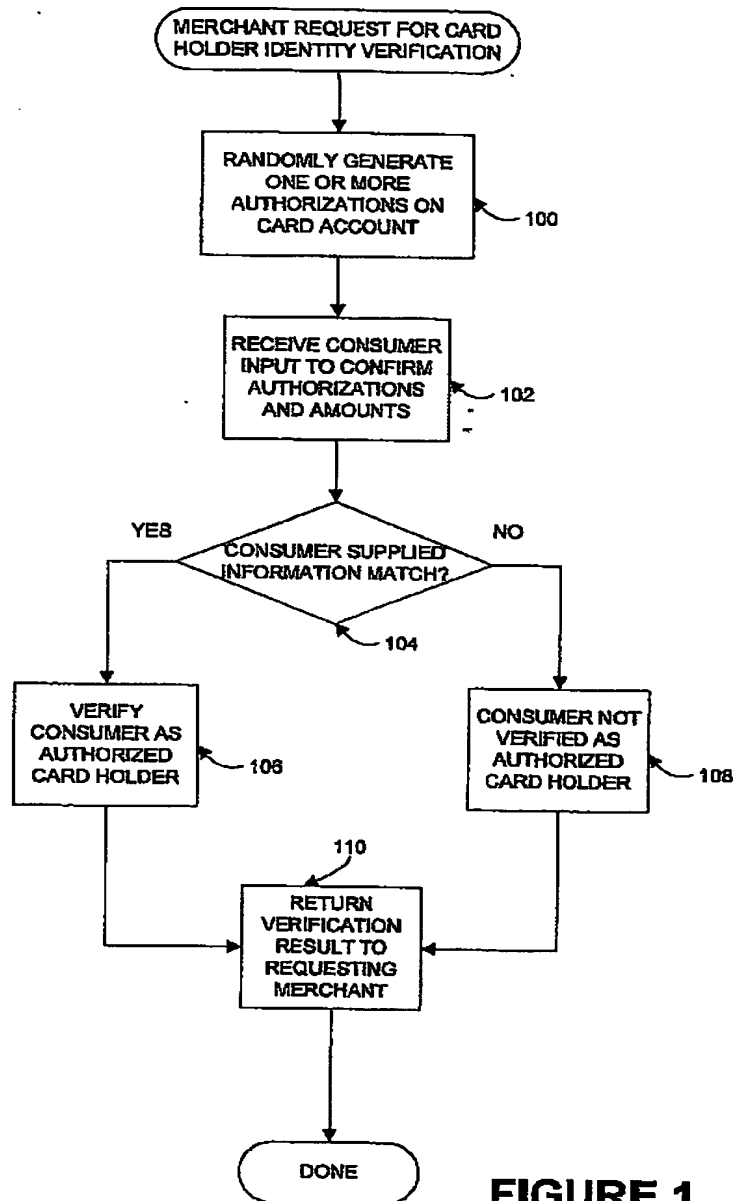 MERCHANT REQUEST FOR CARD
HOLDER IDENTITY VERIFICATION
RANDOMLY GENERATE
ONE OR MORE
AUTHORIZATIONS ON
CARD ACCOUNT
100
RECEIVE CONSUMER
INPUT TO CONFIRM
AUTHORIZATIONS
AND AMOUNTS
102
YES
NO
CONSUMER SUPPLIED
INFORMATION MATCH?
104
VERIFY
CONSUMER AS
AUTHORIZED
CARD HOLDER
106
CONSUMER NOT
VERIFIED AS
AUTHORIZED
CARD HOLDER
108
110
RETURN
VERIFICATION
RESULT TO
REQUESTING
MERCHANT
DONE
FIGURE 1